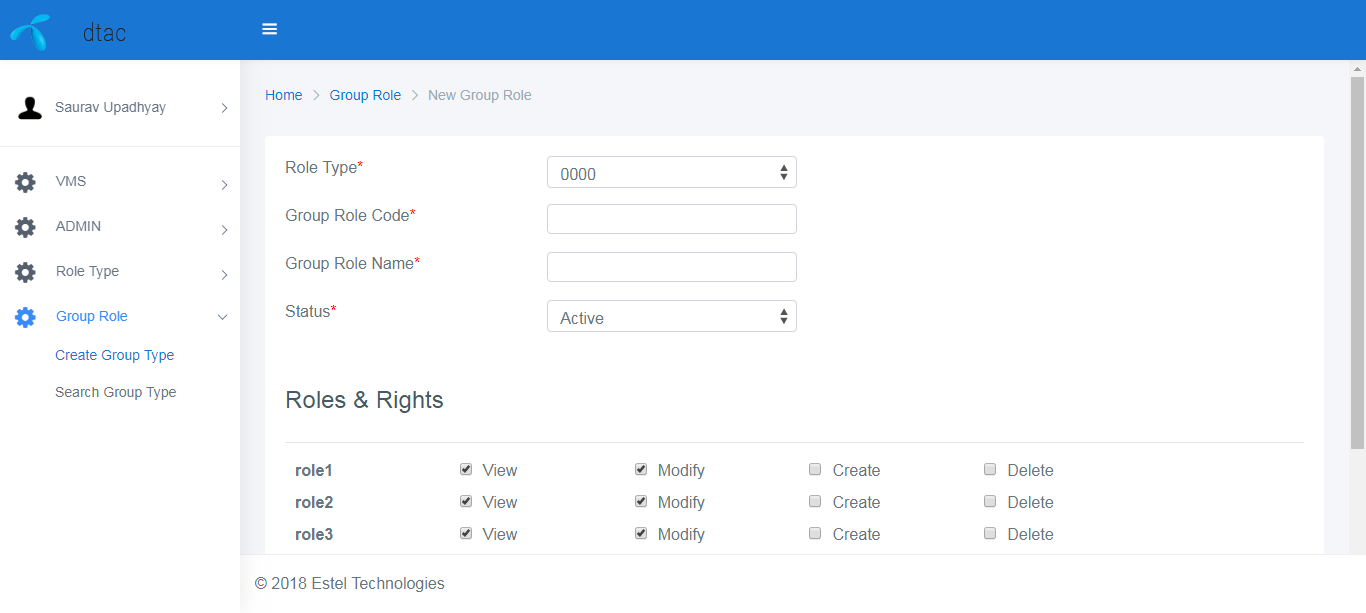 dtac
Saurav Upadhyay
VMS
ADMIN
Role Type
Group Role
Create Group Type
Search Group Type
Home > Group Role > New Group Role
Role Type* 0000
Group Role Code*
Group Role Name*
Status* Active
Roles & Rights
role1 View Modify Create Delete
role2 View Modify Create Delete
role3 View Modify Create Delete
© 2018 Estel Technologies